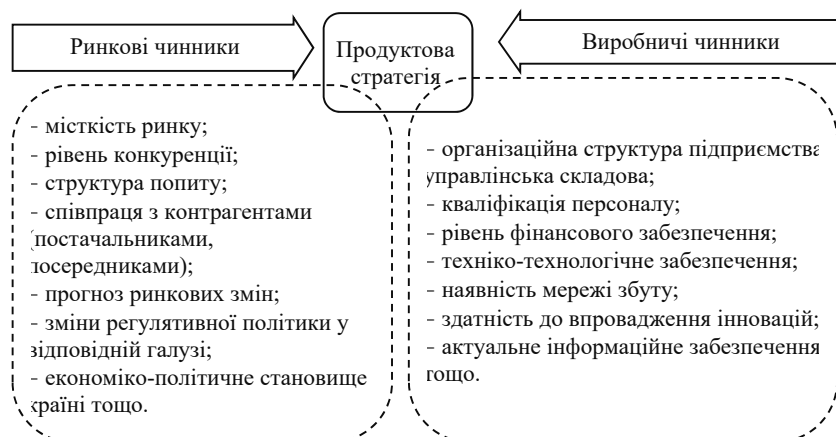 Ринкові чинники
Продуктова
стратегія
Виробничі чинники
- місткість ринку;
- рівень конкуренції;
- структура попиту;
- співпраця з контрагентами
(постачальниками,
посередниками);
- прогноз ринкових змін;
- зміни регулятивної політики у
відповідній галузі;
- економіко-політичне становище
країні тощо.
- організаційна структура підприємства
управлінська складова;
- кваліфікація персоналу;
- рівень фінансового забезпечення;
- техніко-технологічне забезпечення;
- наявність мережі збуту;
- здатність до впровадження інновацій;
- актуальне інформаційне забезпечення
тощо.